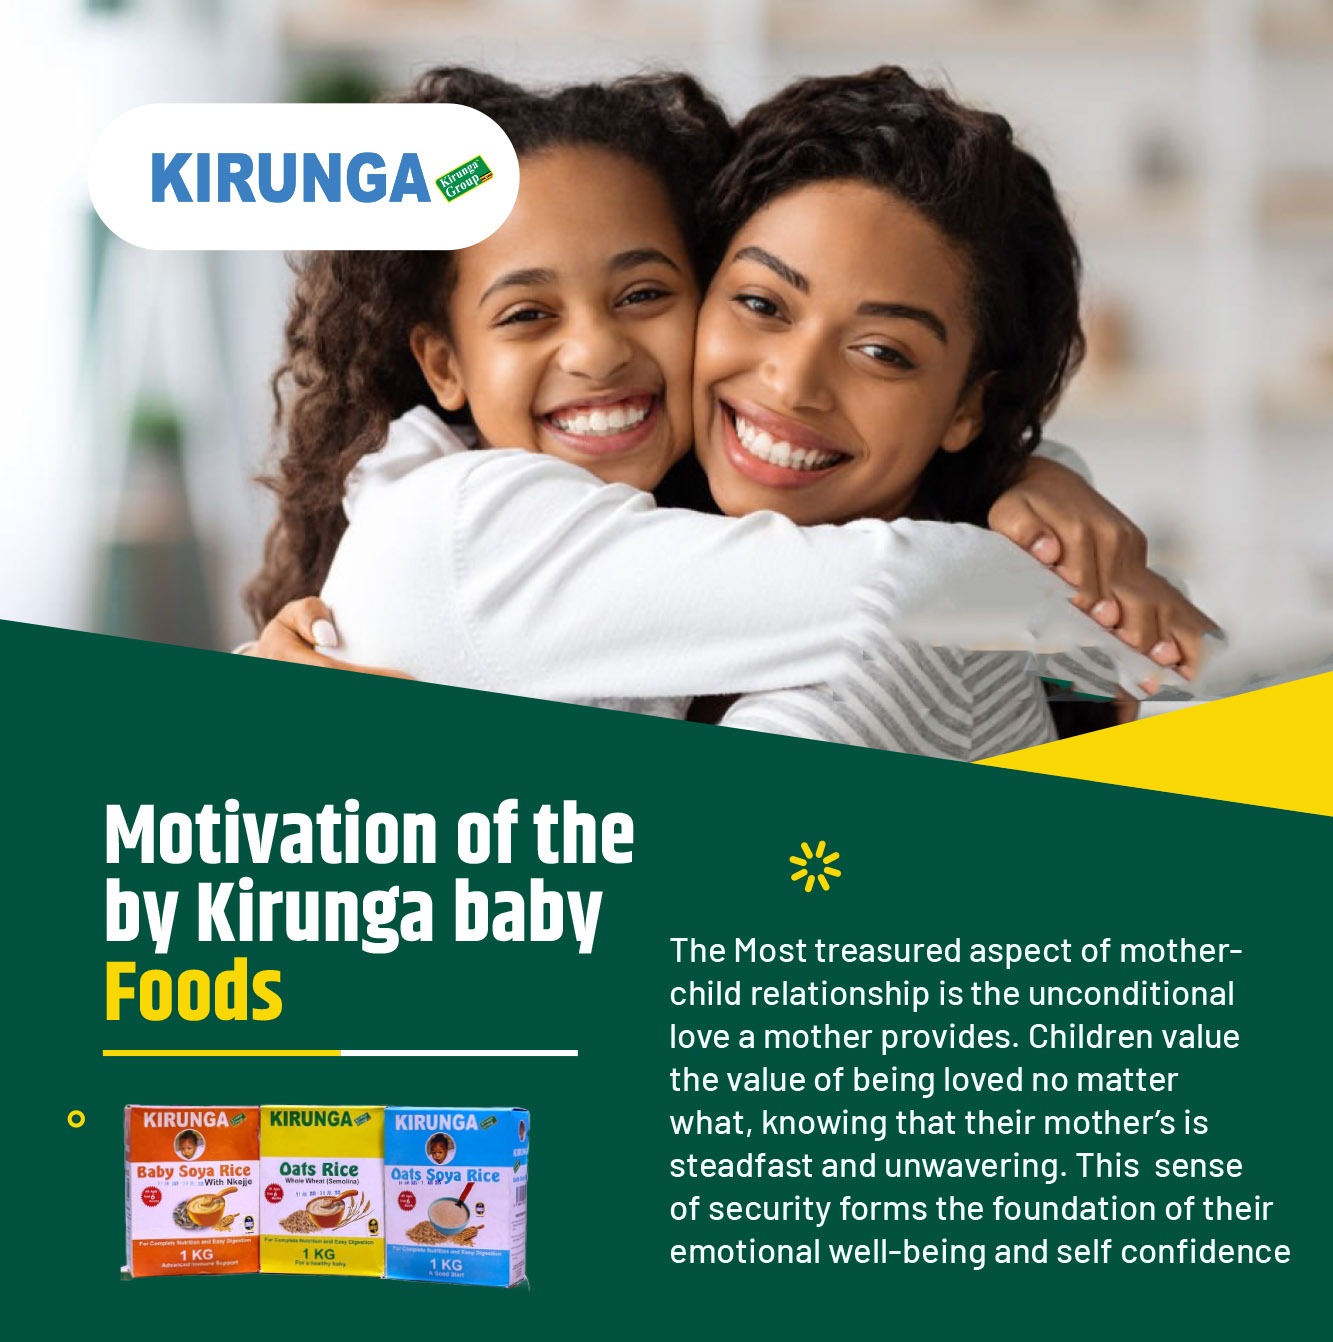 KIRUNGA
Kirunga
Group
Motivation of the
by Kirunga baby
Foods
The Most treasured aspect of mother-
child relationship is the unconditional
love a mother provides. Children value
the value of being loved no matter
what, knowing that their mother’s is
steadfast and unwavering. This  sense
of security forms the foundation of their
emotional well-being and self confidence
KIRUNGA
Baby Soya Rice
With Nkejje
For Complete Nutrition and Easy Digestion
1 KG
Advanced Immune Support
KIRUNGA
Oats Rice
Whole Wheat (Semolina)
For Complete Nutrition and Easy Digestion
1 KG
For a healthy baby
KIRUNGA
Oats Soya Rice
For Complete Nutrition and Easy Digestion
1 KG
A Good Start